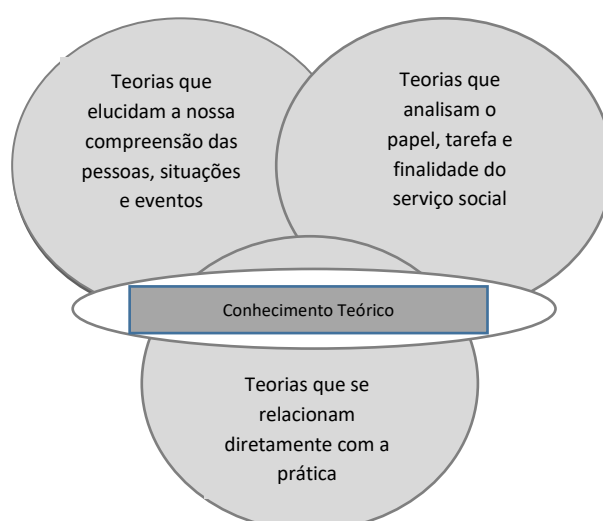 Teorias que
elucidam a nossa
compreensão das
pessoas, situações
e eventos
Teorias que
analisam o
papel, tarefa e
finalidade do
serviço social
Conhecimento Teórico
Teorias que se
relacionam
diretamente com a
prática